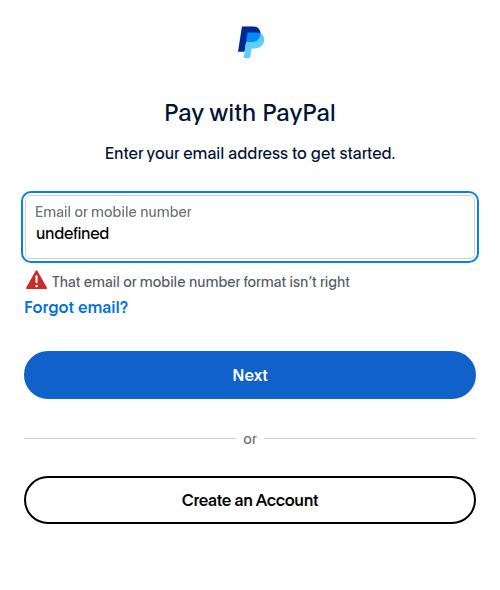 Pay with PayPal
Enter your email address to get started.
Email or mobile number
undefined
That email or mobile number format isn’t right
Forgot email?
Next
or
Create an Account